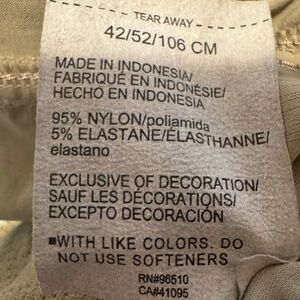 TEAR AWAY
42/52/106 CM
MADE IN INDONESIA/
FABRIQUÉ EN INDONÉSIE/
HECHO EN INDONESIA
95% NYLON/poliamida
5% ELASTANE/ÉLASTHANNE/
elastano
EXCLUSIVE OF DECORATION/
SAUF LES DÉCORATIONS/
EXCEPTO DECORACIÓN
■WITH LIKE COLORS. DO
NOT USE SOFTENERS
RN#96510
CA#41095